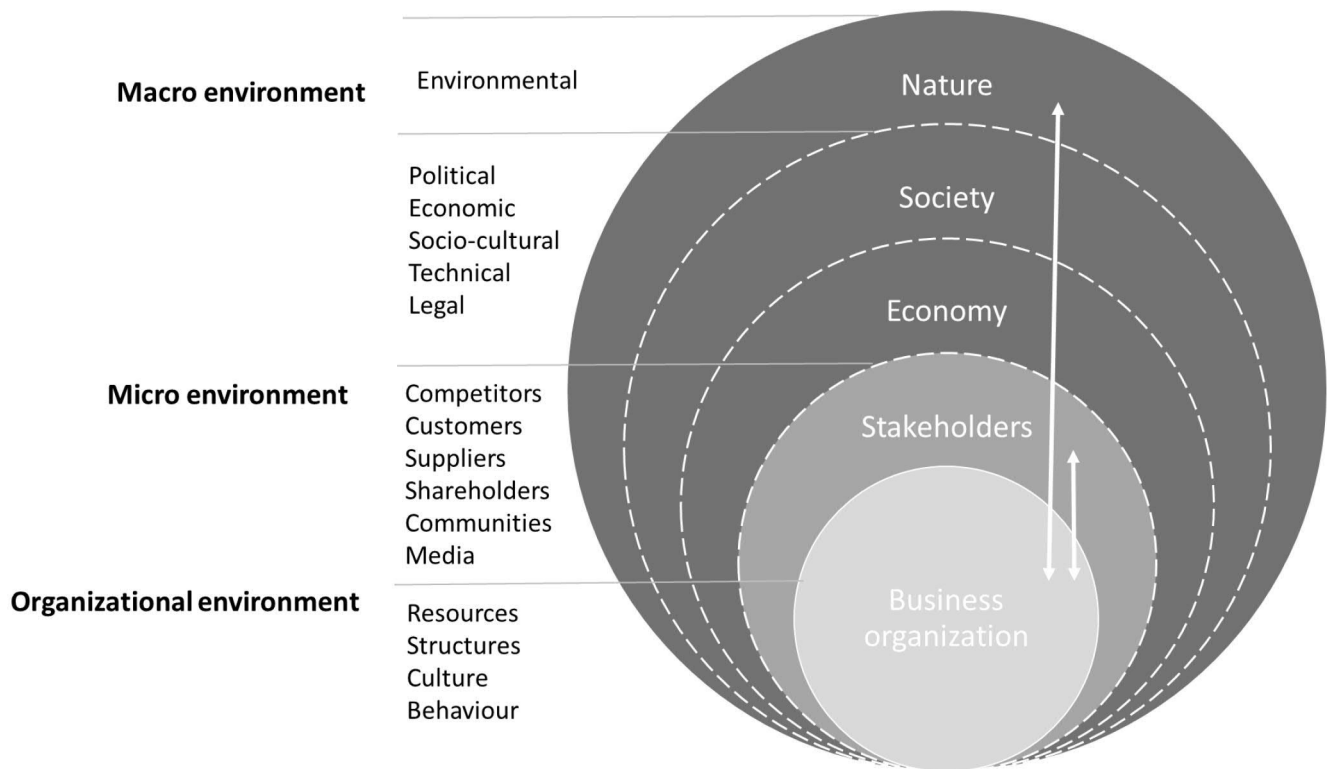 Macro environment
Environmental
Political
Economic
Socio-cultural
Technical
Legal
Micro environment
Competitors
Customers
Suppliers
Shareholders
Communities
Media
Organizational environment
Resources
Structures
Culture
Behaviour
Nature
Society
Economy
Stakeholders
Business
organization